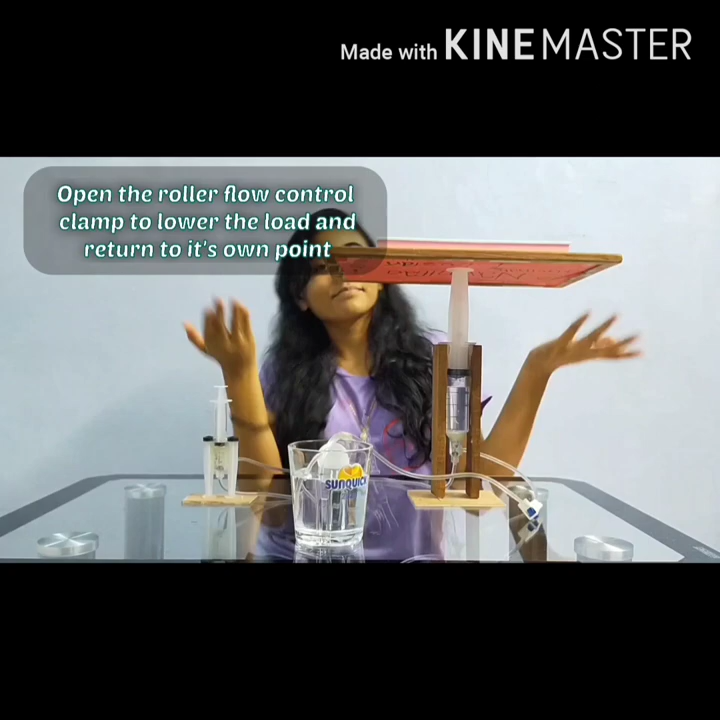 Made with KINEMASTER
Open the roller flow control
clamp to lower the load and
return to it's own point
SUNQUICK